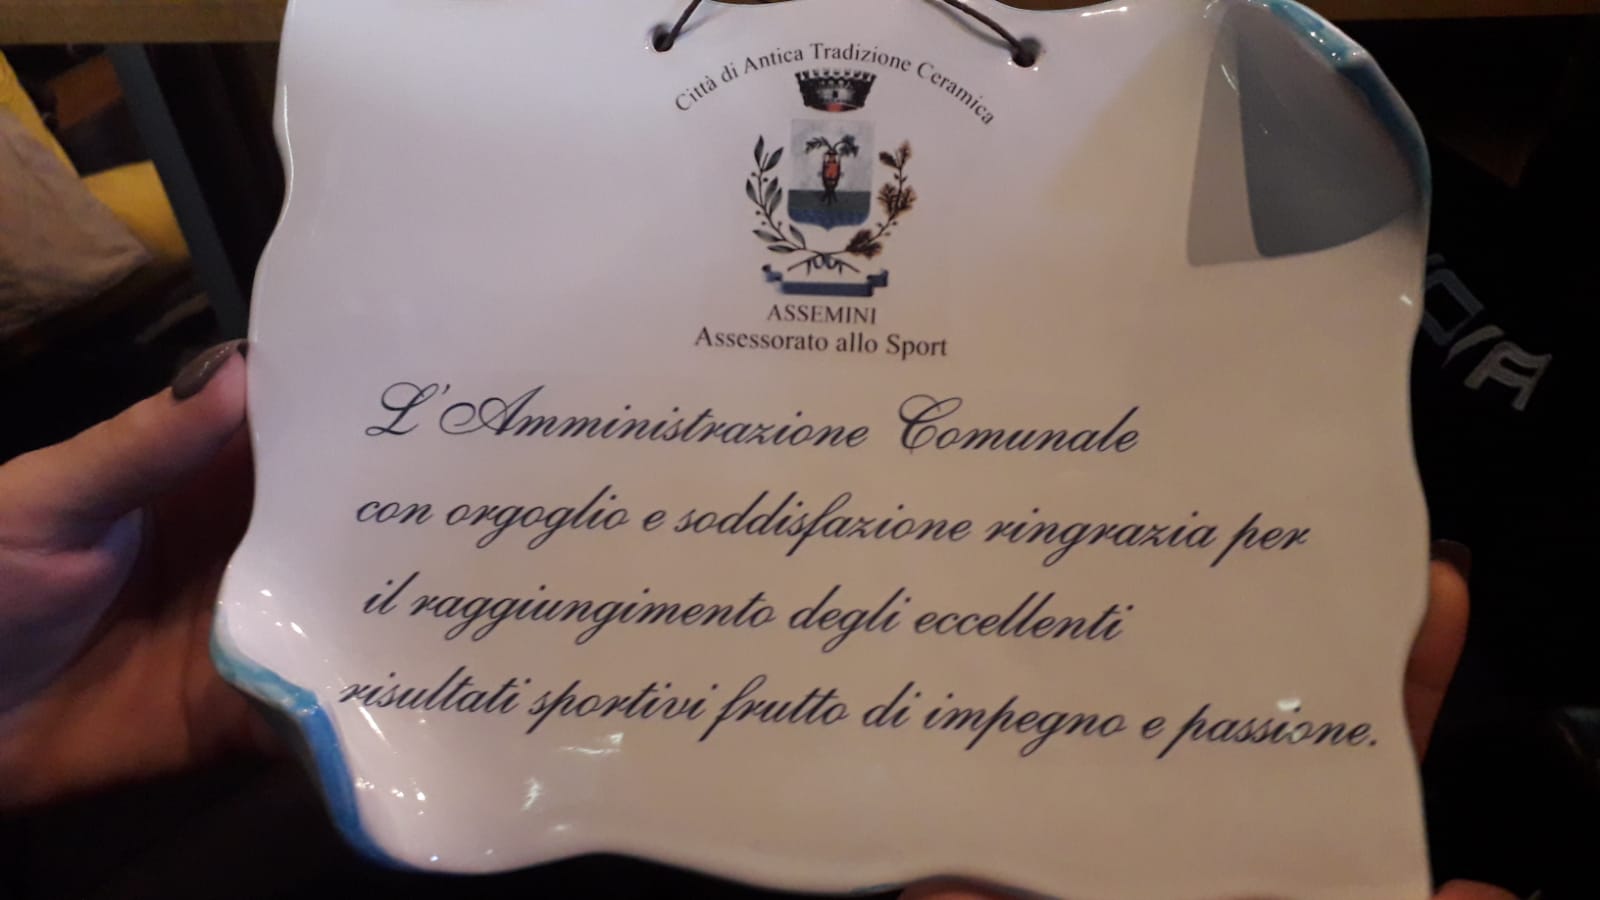 Città di Antica Tradizione Ceramica
ASSEMINI
Assessorato allo Sport
L'Amministrazione Comunale
con orgoglio e soddisfazione ringrazia per
il raggiungimento degli eccellenti
risultati sportivi frutto di impegno e passione.